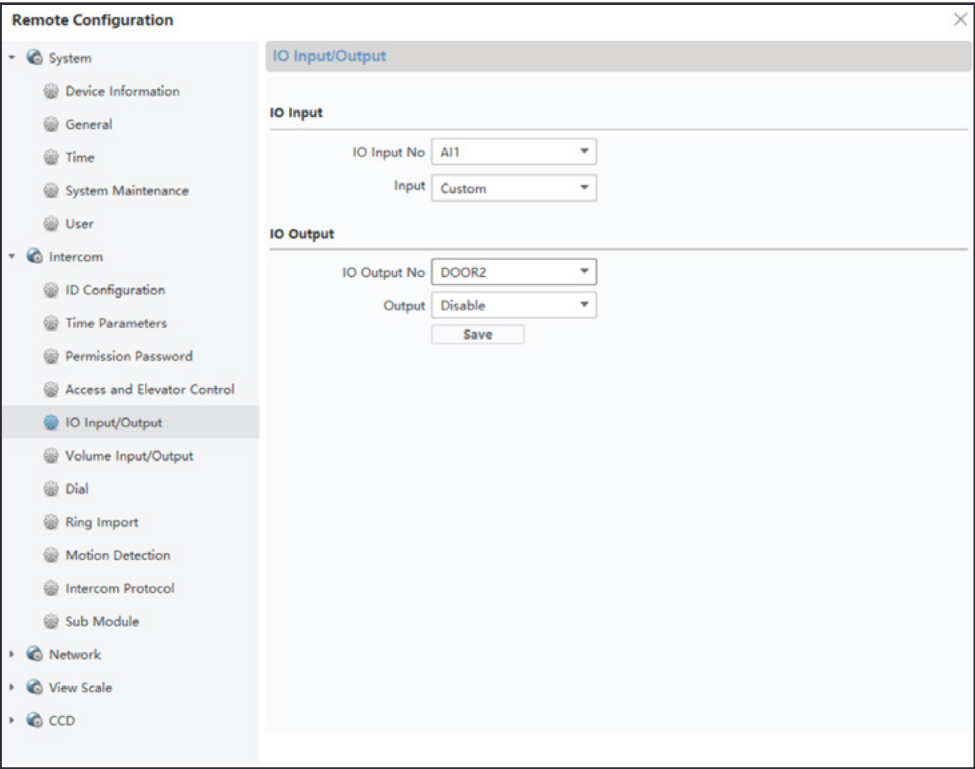 Remote Configuration
System
Device Information
General
Time
System Maintenance
User
Intercom
ID Configuration
Time Parameters
Permission Password
Access and Elevator Control
IO Input/Output
Volume Input/Output
Dial
Ring Import
Motion Detection
Intercom Protocol
Sub Module
Network
View Scale
CCD
IO Input/Output
IO Input
IO Input No AI1
Input Custom
IO Output
IO Output No DOOR2
Output Disable
Save